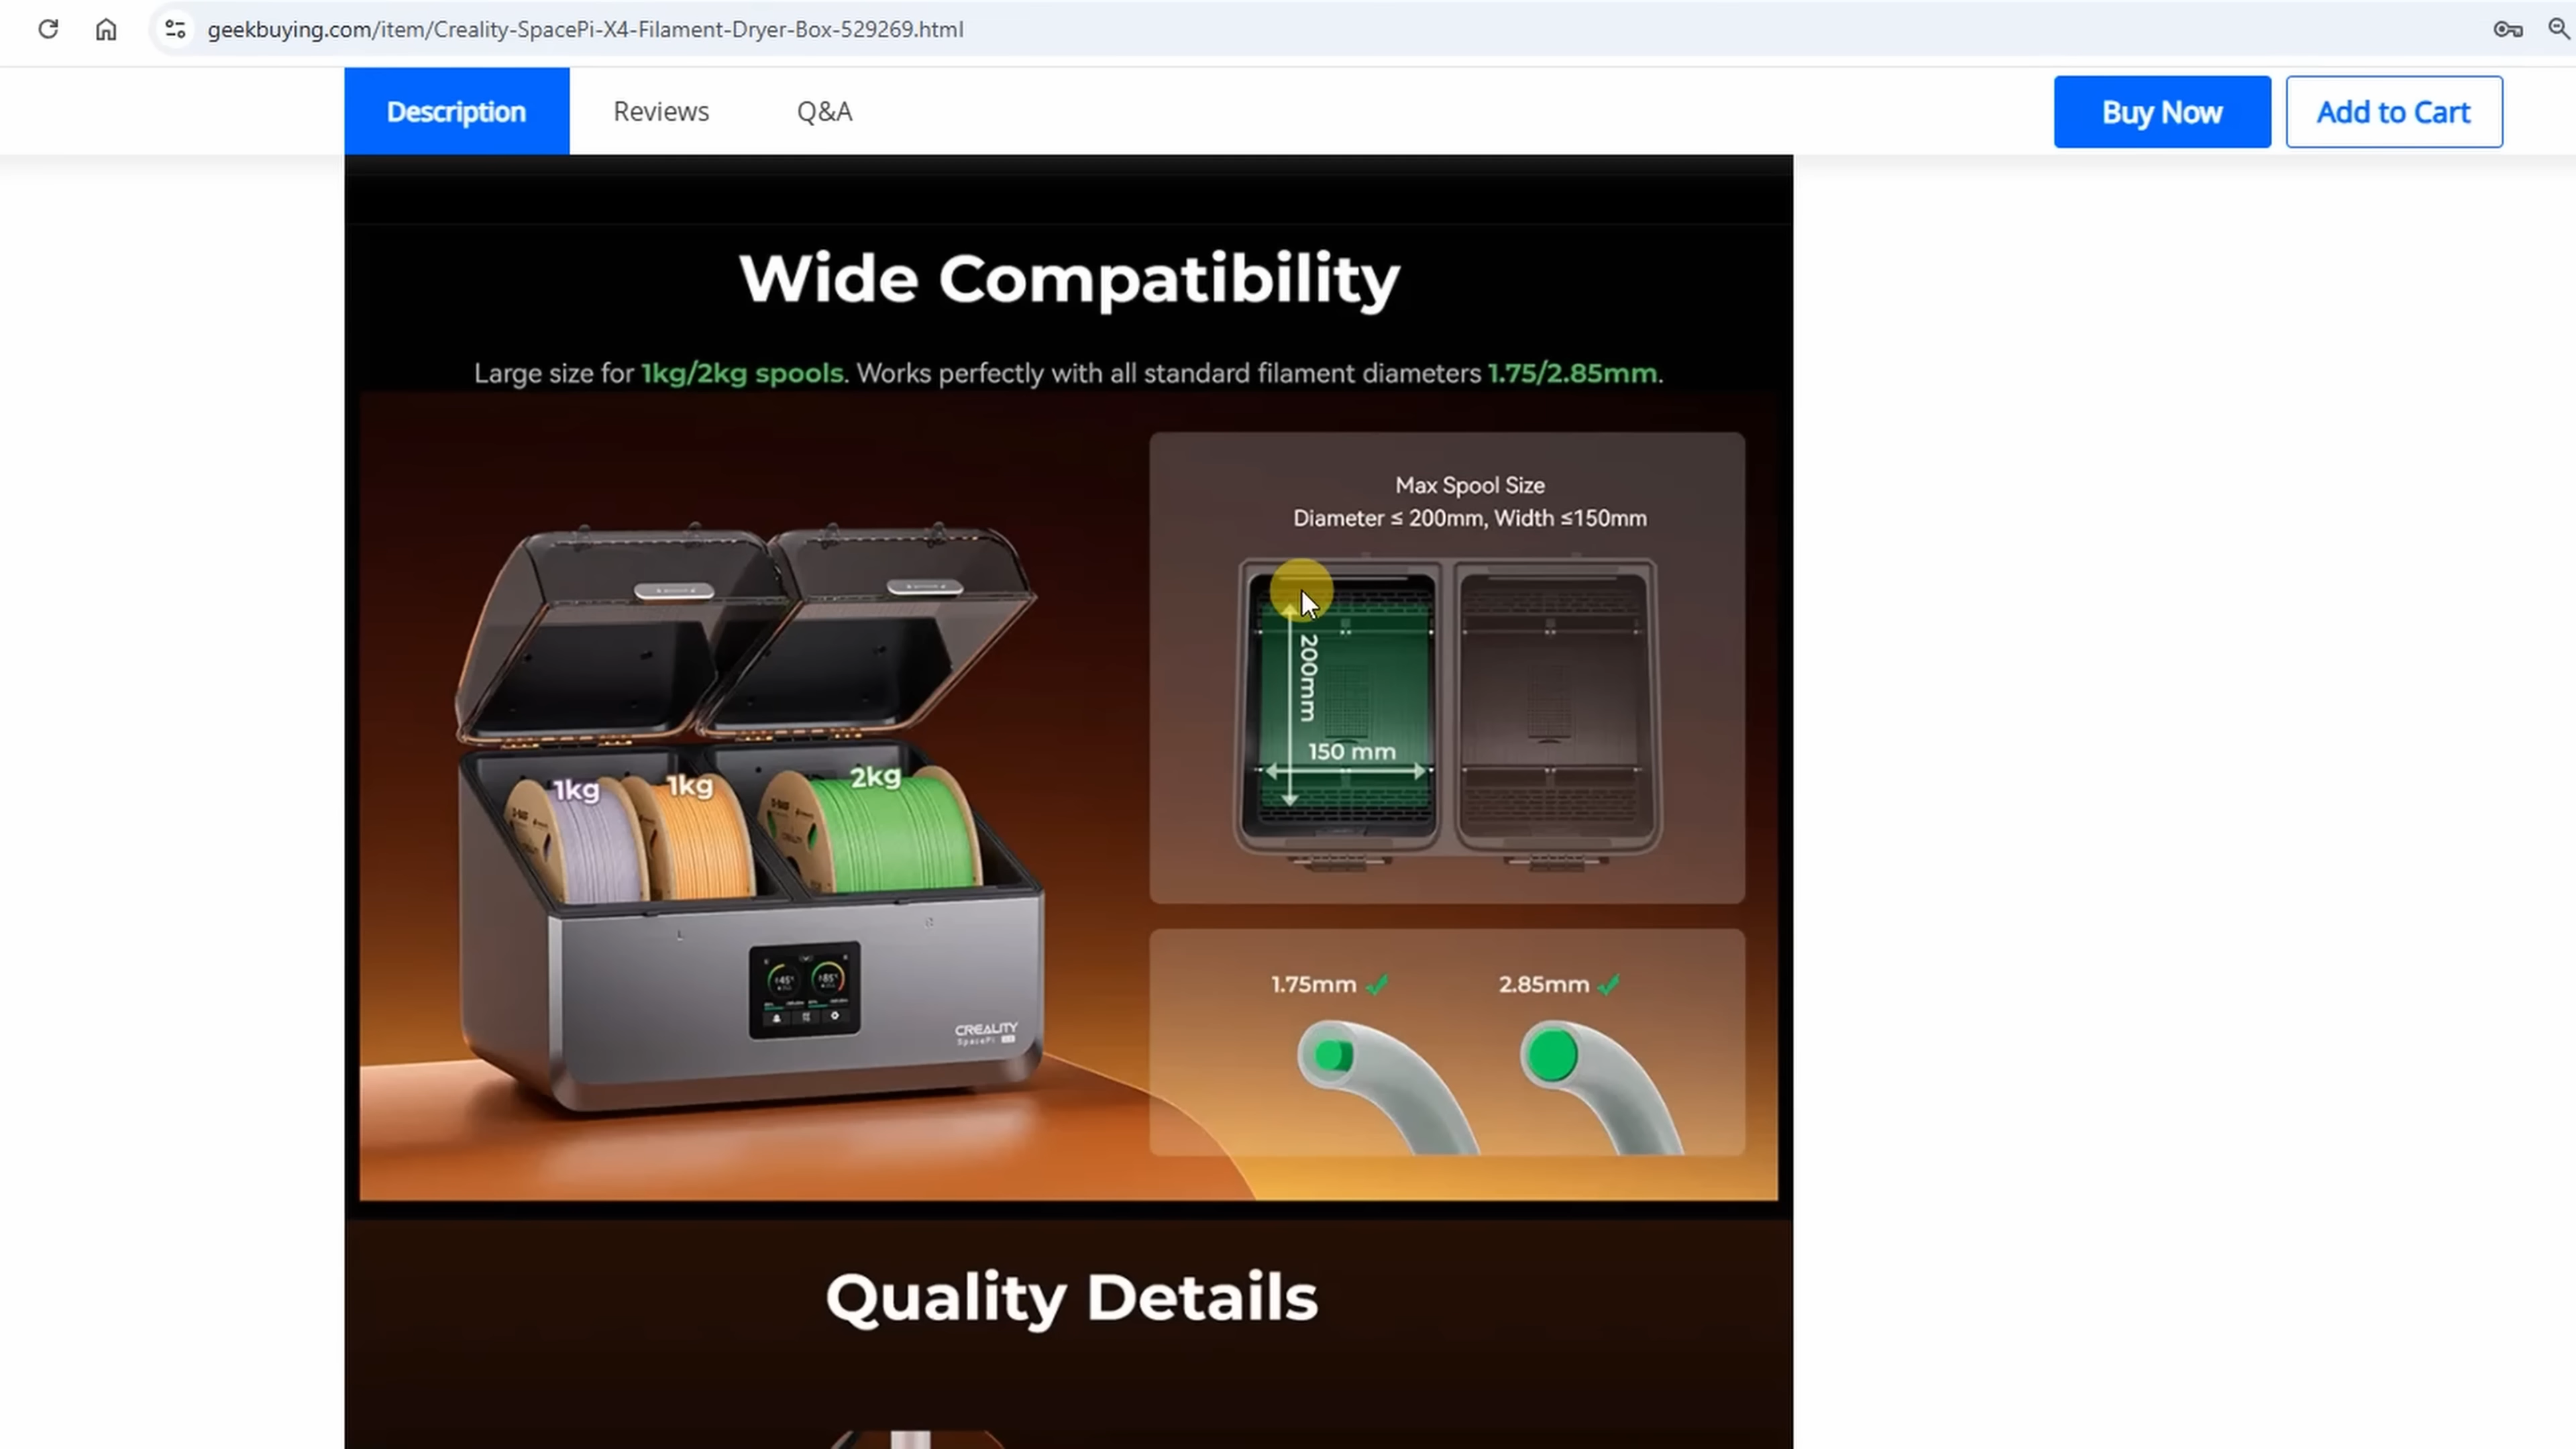 geekbuying.com/item/Creality-SpacePi-X4-Filament-Dryer-Box-529269.html
Description
Reviews
Q&A
Buy Now
Add to Cart
Wide Compatibility
Large size for 1kg/2kg spools. Works perfectly with all standard filament diameters 1.75/2.85mm.
Max Spool Size
Diameter ≤ 200mm, Width ≤150mm
200mm
150 mm
1kg
1kg
2kg
CREALITY
SpacePi
1.75mm
2.85mm
Quality Details